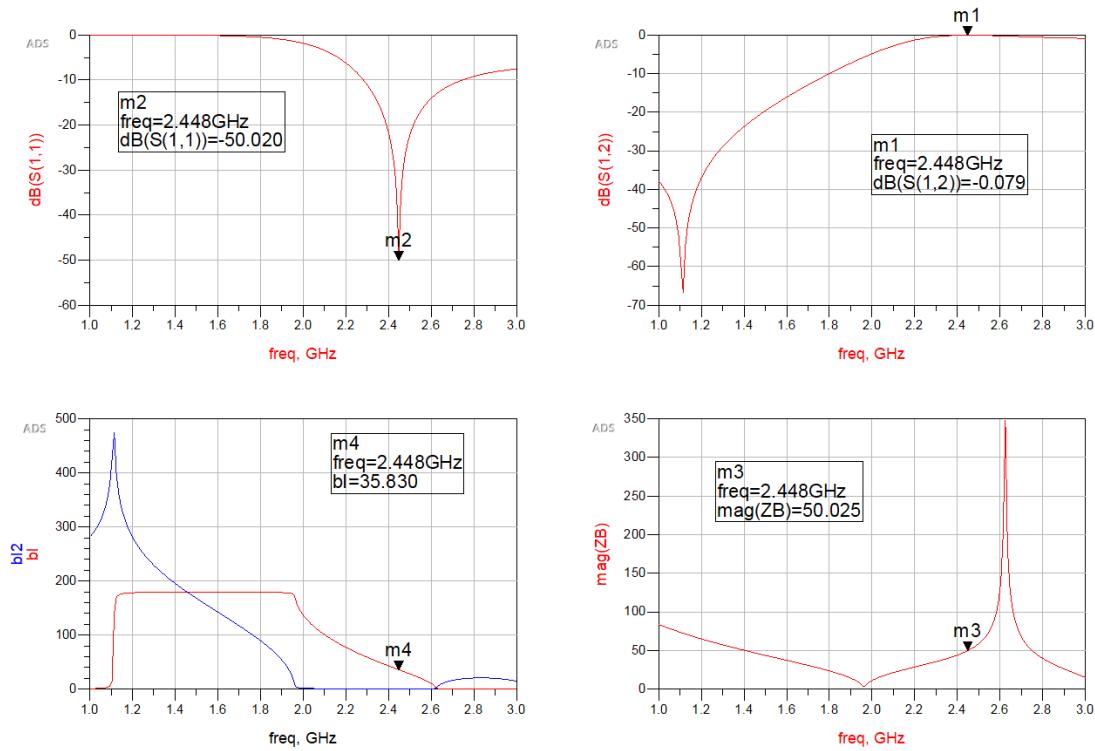 ADS
0
-10
-20
-30
-40
-50
-60
dB(S(1,1))
m2
freq=2.448GHz
dB(S(1,1))=-50.020
m2
1.0 1.2 1.4 1.6 1.8 2.0 2.2 2.4 2.6 2.8 3.0
freq, GHz
m1
ADS
0
-10
-20
-30
-40
-50
-60
-70
dB(S(1,2))
m1
freq=2.448GHz
dB(S(1,2))=-0.079
1.0 1.2 1.4 1.6 1.8 2.0 2.2 2.4 2.6 2.8 3.0
freq, GHz
ADS
500
400
300
200
100
0
bl2
bl
m4
freq=2.448GHz
bl=35.830
m4
1.0 1.2 1.4 1.6 1.8 2.0 2.2 2.4 2.6 2.8 3.0
freq, GHz
ADS
350
300
250
200
150
100
50
0
mag(ZB)
m3
freq=2.448GHz
mag(ZB)=50.025
m3
1.0 1.2 1.4 1.6 1.8 2.0 2.2 2.4 2.6 2.8 3.0
freq, GHz